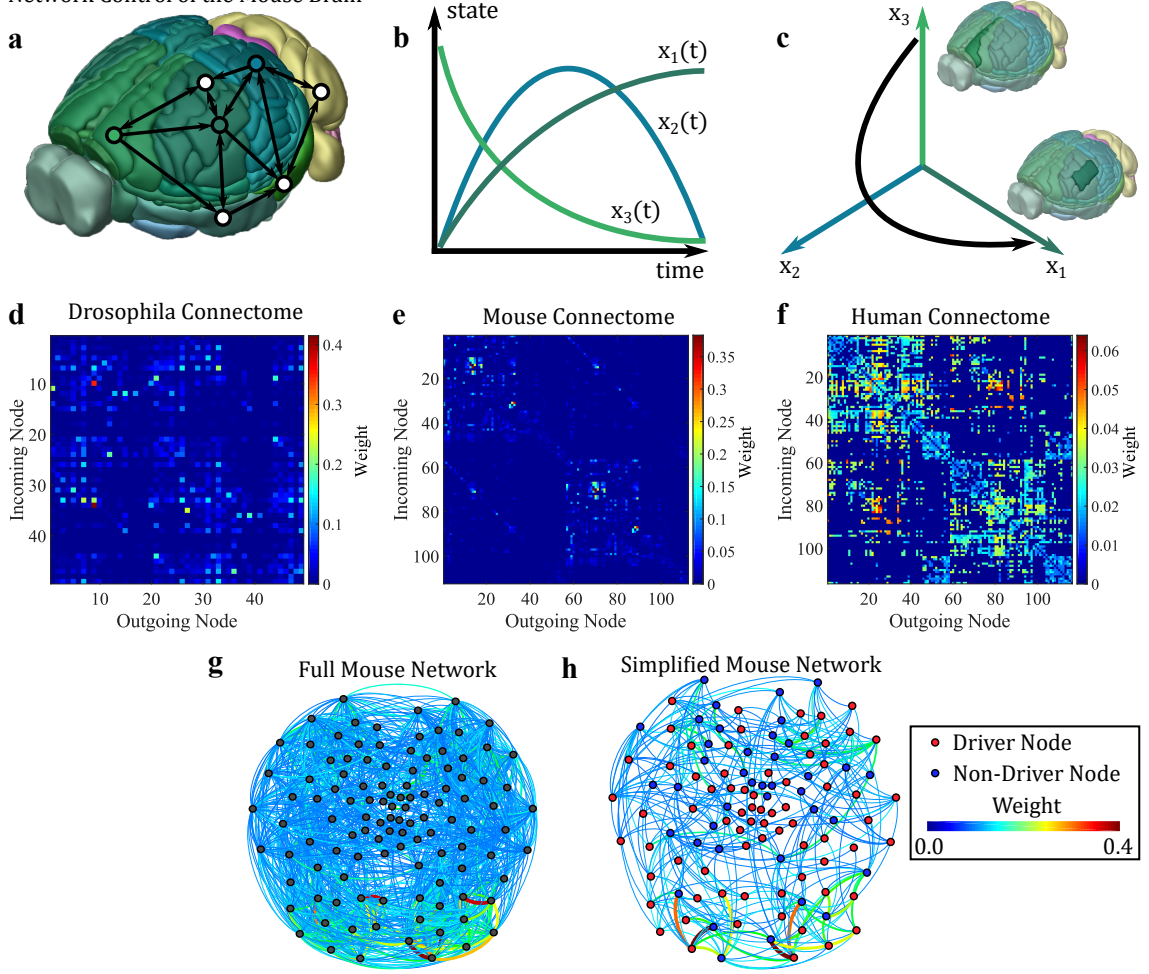 Network Control of the Mouse Brain
a
b
state
x1(t)
x2(t)
x3(t)
time
c
x3
x2
x1
d
Drosophila Connectome
Incoming Node
10
20
30
40
10 20 30 40
Outgoing Node
0.4
0.3
0.2
0.1
0
Weight
e
Mouse Connectome
Incoming Node
20
40
60
80
100
20 40 60 80 100
Outgoing Node
0.35
0.3
0.25
0.2
0.15
0.1
0.05
0
Weight
f
Human Connectome
Incoming Node
20
40
60
80
100
20 40 60 80 100
Outgoing Node
0.06
0.05
0.04
0.03
0.02
0.01
0
Weight
g
Full Mouse Network
h
Simplified Mouse Network
Driver Node
Non-Driver Node
Weight
0.0 0.4